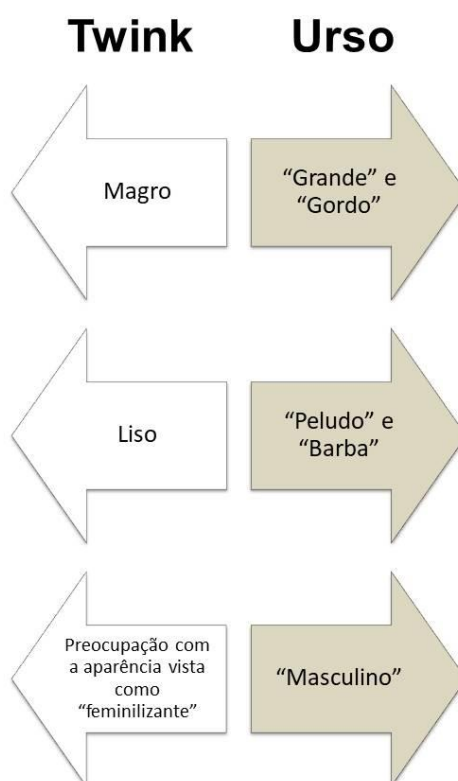 Twink Urso
Magro
“Grande” e
“Gordo”
Liso
“Peludo” e
“Barba”
Preocupação com
a aparência vista
como
“feminilizante”
“Masculino”